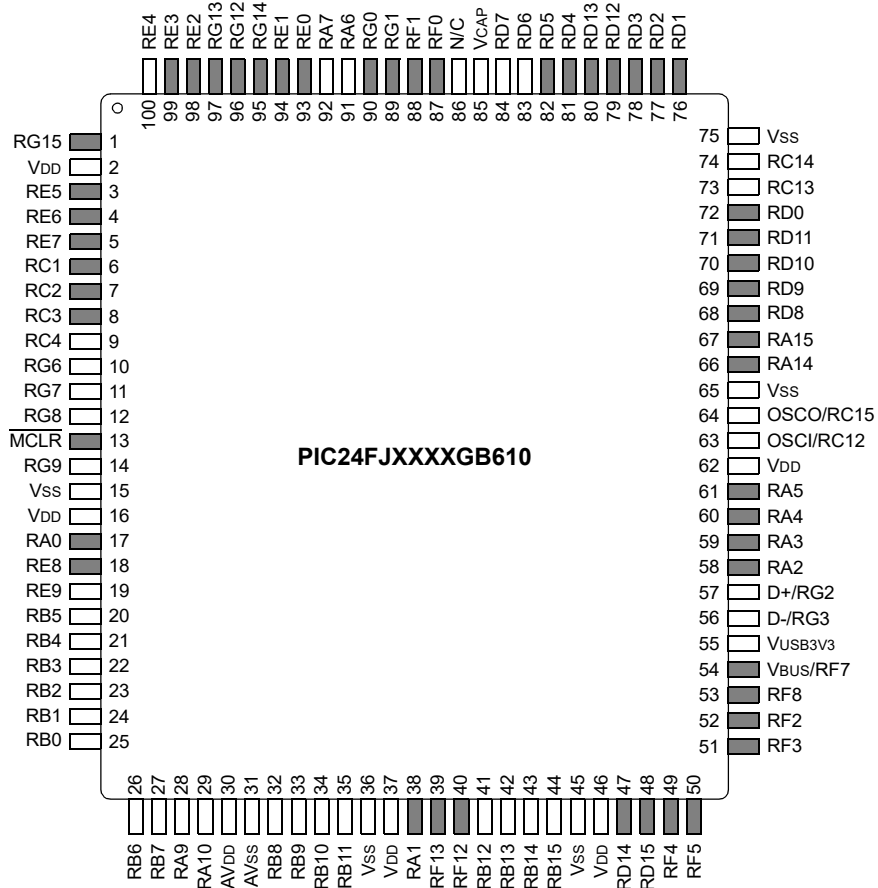 RE4
RE3
RE2
RG13
RG12
RG14
RE1
RE0
RA7
RA6
RG0
RG1
RF1
RF0
N/C
VCAP
RD7
RD6
RD5
RD4
RD13
RD12
RD3
RD2
RD1
100
99
98
97
96
95
94
93
92
91
90
89
88
87
86
85
84
83
82
81
80
79
78
77
76
RG15 1
VDD 2
RE5 3
RE6 4
RE7 5
RC1 6
RC2 7
RC3 8
RC4 9
RG6 10
RG7 11
RG8 12
MCLR 13
RG9 14
VSS 15
VDD 16
RA0 17
RE8 18
RE9 19
RB5 20
RB4 21
RB3 22
RB2 23
RB1 24
RB0 25
PIC24FJXXXXGB610
75 VSS
74 RC14
73 RC13
72 RD0
71 RD11
70 RD10
69 RD9
68 RD8
67 RA15
66 RA14
65 VSS
64 OSCO/RC15
63 OSCI/RC12
62 VDD
61 RA5
60 RA4
59 RA3
58 RA2
57 D+/RG2
56 D-/RG3
55 VUSB3V3
54 VBUS/RF7
53 RF8
52 RF2
51 RF3
26
27
28
29
30
31
32
33
34
35
36
37
38
39
40
41
42
43
44
45
46
47
48
49
50
RB6
RB7
RA9
RA10
AVDD
AVSS
RB8
RB9
RB10
RB11
VSS
VDD
RA1
RF13
RF12
RB12
RB13
RB14
RB15
VSS
VDD
RD14
RD15
RF4
RF5